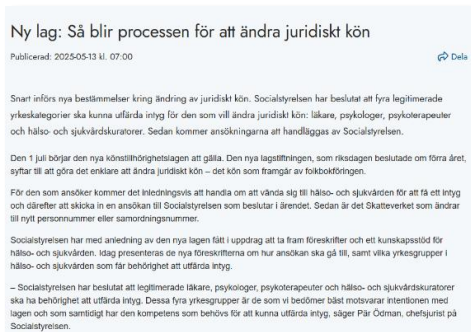 Ny lag: Så blir processen för att ändra juridiskt kön
Publicerad: 2025-05-13 kl. 07:00
Dela
Snart införs nya bestämmelser kring ändring av juridiskt kön. Socialstyrelsen har beslutat att fyra legitimerade
yrkeskategorier ska kunna utfärda intyg för den som vill ändra juridiskt kön: läkare, psykologer, psykoterapeuter
och hälso- och sjukvårdskuratorer. Sedan kommer ansökningarna att handläggas av Socialstyrelsen.
Den 1 juli börjar den nya könstillhörighetslagen att gälla. Den nya lagstiftningen, som riksdagen beslutade om förra året,
syftar till att göra det enklare att ändra juridiskt kön – det kön som framgår av folkbokföringen.
För den som ansöker kommer det inledningsvis att handla om att vända sig till hälso- och sjukvården för att få ett intyg
och därefter att skicka in en ansökan till Socialstyrelsen som beslutar i ärendet. Sedan är det Skatteverket som ändrar
till nytt personnummer eller samordningsnummer.
Socialstyrelsen har med anledning av den nya lagen fått i uppdrag att ta fram föreskrifter och ett kunskapsstöd för
hälso- och sjukvården. Idag presenteras de nya föreskrifterna om hur ansökan ska gå till, samt vilka yrkesgrupper i
hälso- och sjukvården som får behörighet att utfärda intyg.
– Socialstyrelsen har beslutat att legitimerade läkare, psykologer, psykoterapeuter och hälso- och sjukvårdskuratorer
ska ha behörighet att utfärda intyg. Dessa fyra yrkesgrupper är de som vi bedömer bäst motsvarar intentionen med
lagen och som samtidigt har den kompetens som behövs för att kunna utfärda intyg, säger Pär Ödman, chefsjurist på
Socialstyrelsen.